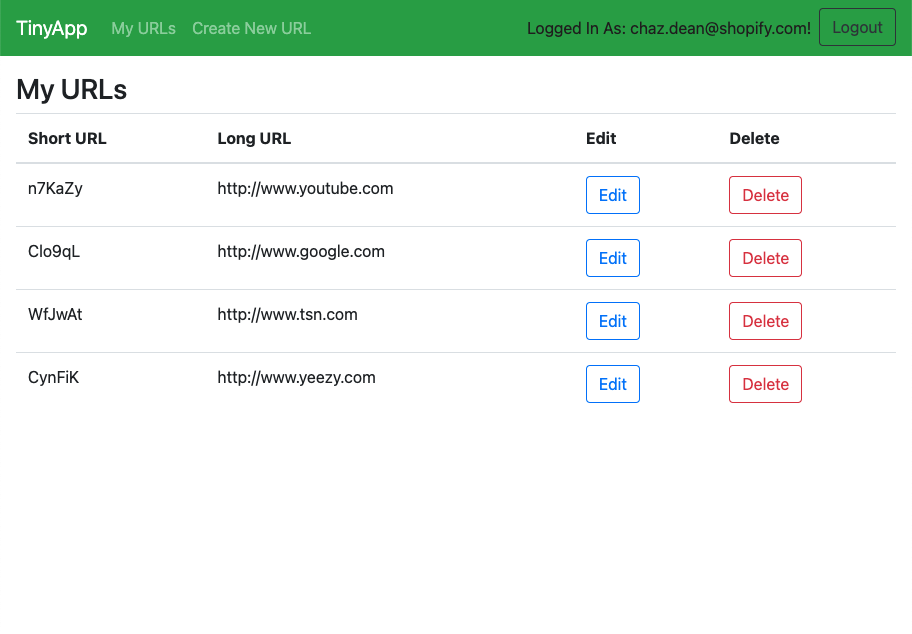 TinyApp My URLs Create New URL Logged In As: chaz.dean@shopify.com! Logout
My URLs
Short URL Long URL Edit Delete
n7KaZy http://www.youtube.com Edit Delete
Clo9qL http://www.google.com Edit Delete
WfJwAt http://www.tsn.com Edit Delete
CynFiK http://www.yeezy.com Edit Delete